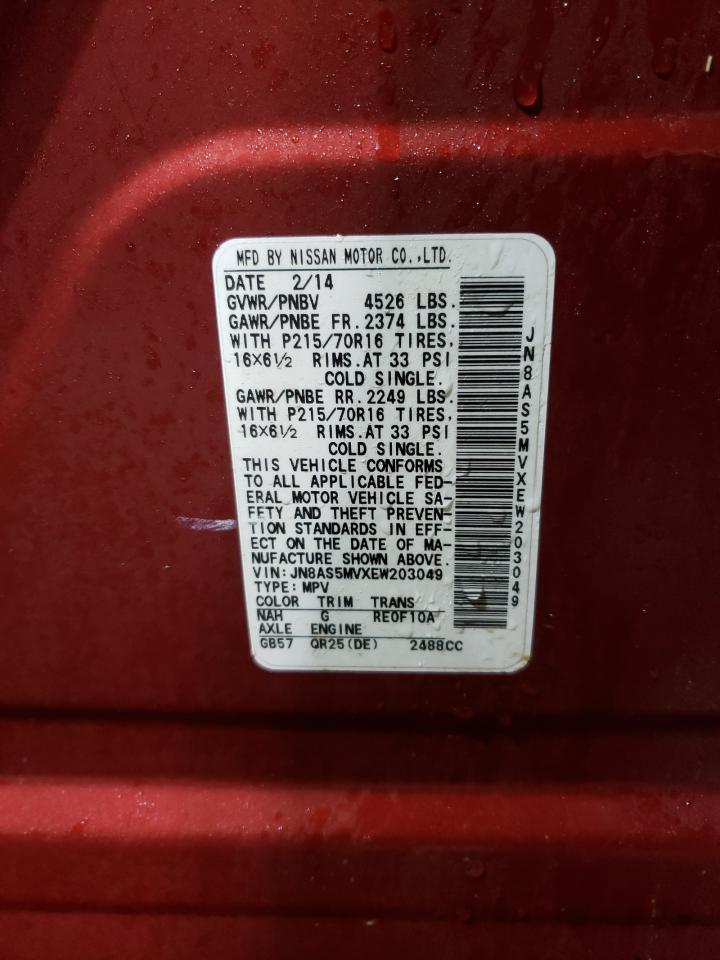 MFD BY NISSAN MOTOR CO.,LTD.
DATE 2/14
GVWR/PNBV 4526 LBS.
GAWR/PNBE FR. 2374 LBS.
WITH P215/70R16 TIRES,
16×6½ RIMS.AT 33 PSI
COLD SINGLE.
GAWR/PNBE RR. 2249 LBS.
WITH P215/70R16 TIRES,
16×6½ RIMS.AT 33 PSI
COLD SINGLE.
THIS VEHICLE CONFORMS
TO ALL APPLICABLE FED-
ERAL MOTOR VEHICLE SA-
FETY AND THEFT PREVEN-
TION STANDARDS IN EFF-
ECT ON THE DATE OF MA-
NUFACTURE SHOWN ABOVE.
VIN:JN8AS5MVXEW203049
TYPE:MPV
COLOR TRIM TRANS
NAH G RE0F10A
AXLE ENGINE
GB57 QR25(DE) 2488CC
JN8AS5MVXEW203049